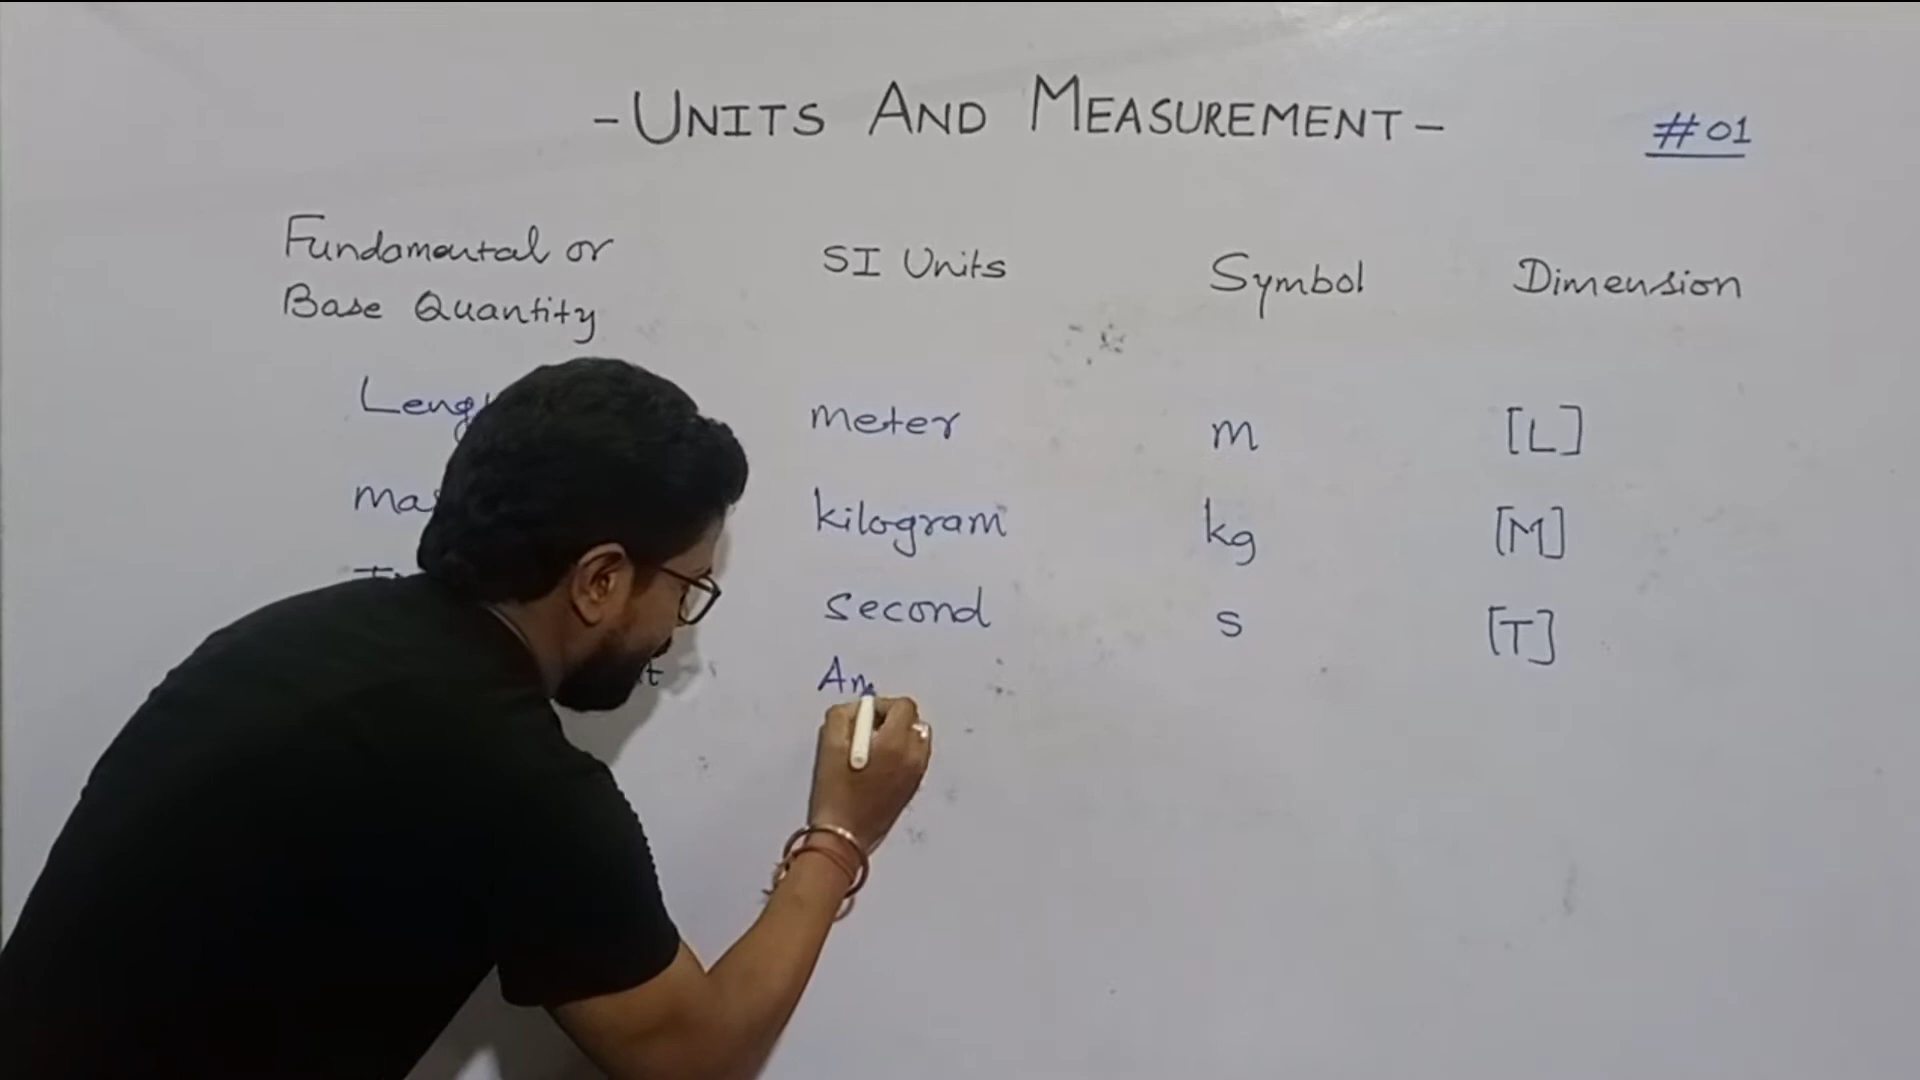 - UNITS AND MEASUREMENT -
#01
Fundamental or
Base Quantity
SI Units
Symbol
Dimension
meter
m
[L]
kilogram
kg
[M]
second
s
[T]